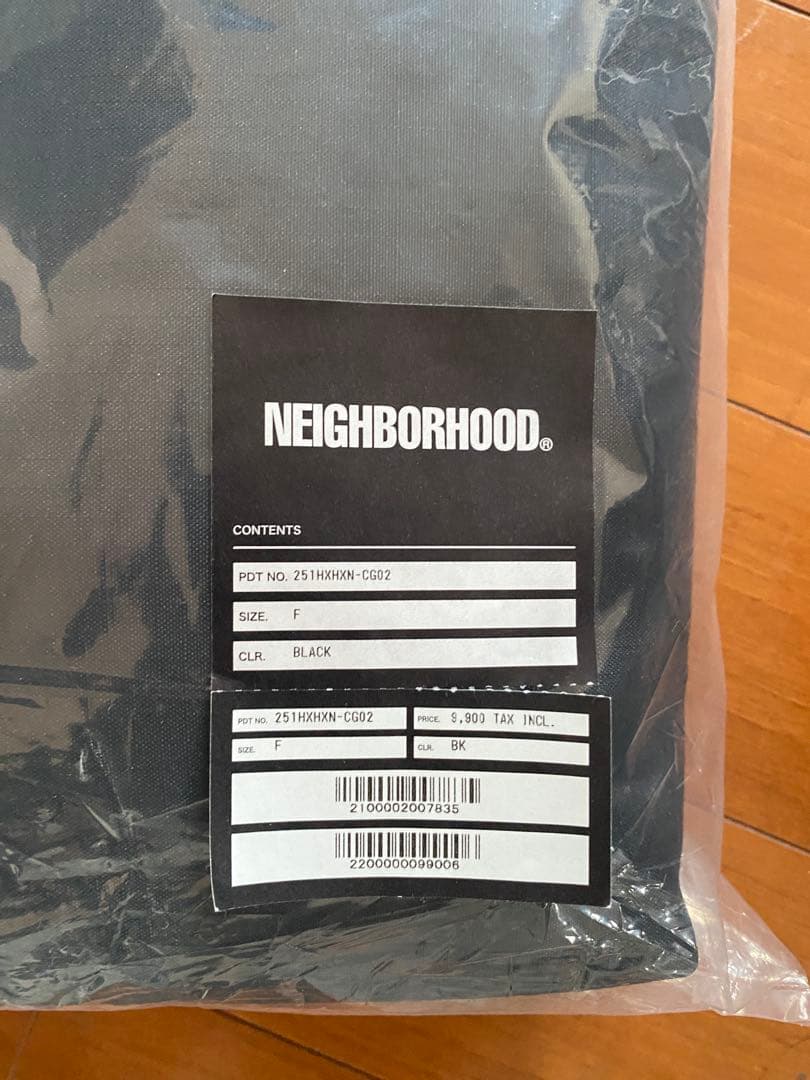 NEIGHBORHOOD®
CONTENTS
PDT NO. 251HXHXN-CG02
SIZE. F
CLR. BLACK
PDT NO. 251HXHXN-CG02
PRICE. 9,900 TAX INCL.
SIZE. F
CLR. BK
2100002007835
2200000099006